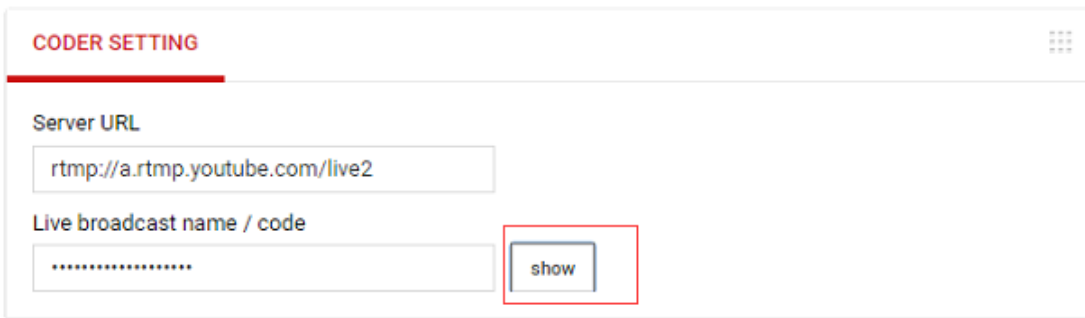 CODER SETTING
Server URL
rtmp://a.rtmp.youtube.com/live2
Live broadcast name / code
•••••••••••••••••••
show